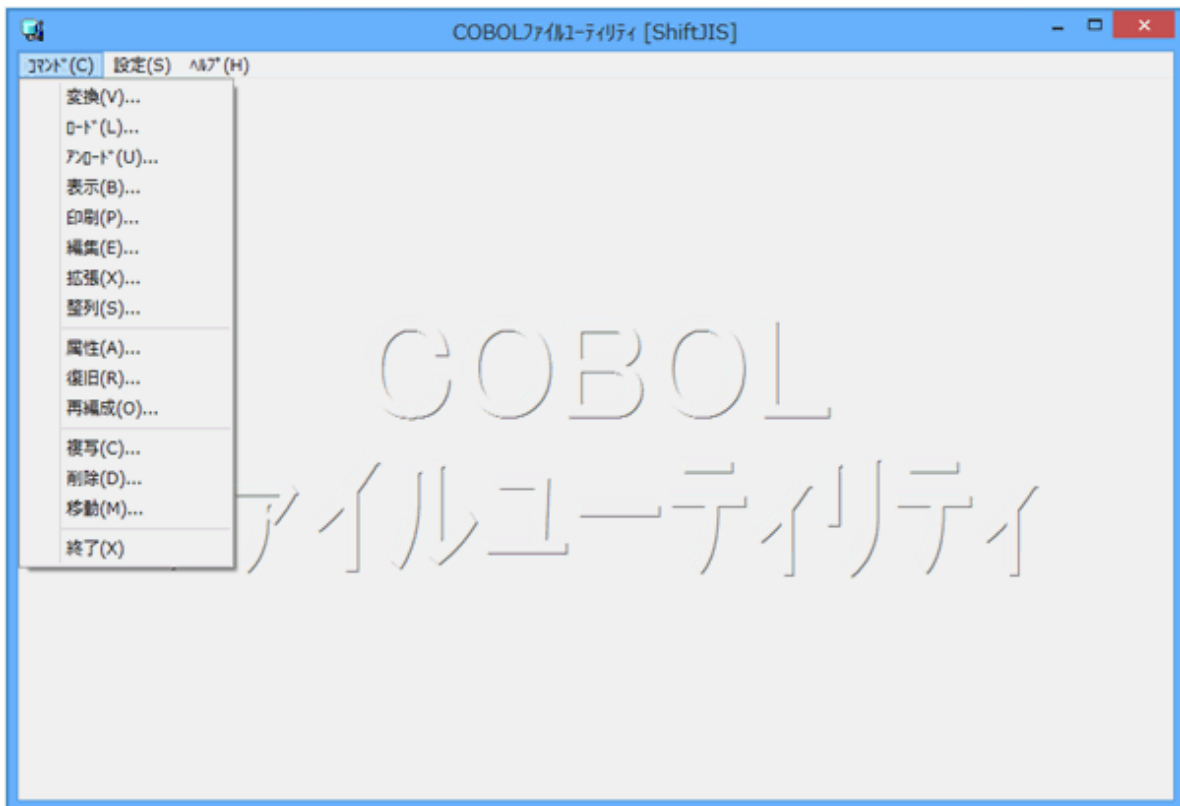 COBOLﾌｧｲﾙﾕｰﾃｨﾘﾃｨ [ShiftJIS]
ｺﾏﾝﾄﾞ(C) 設定(S) ﾍﾙﾌﾟ(H)
変換(V)...
ﾛｰﾄﾞ(L)...
ｱﾝﾛｰﾄﾞ(U)...
表示(B)...
印刷(P)...
編集(E)...
拡張(X)...
整列(S)...
属性(A)...
復旧(R)...
再編成(O)...
複写(C)...
削除(D)...
移動(M)...
終了(X)
COBOL
ァイルユーティリティ